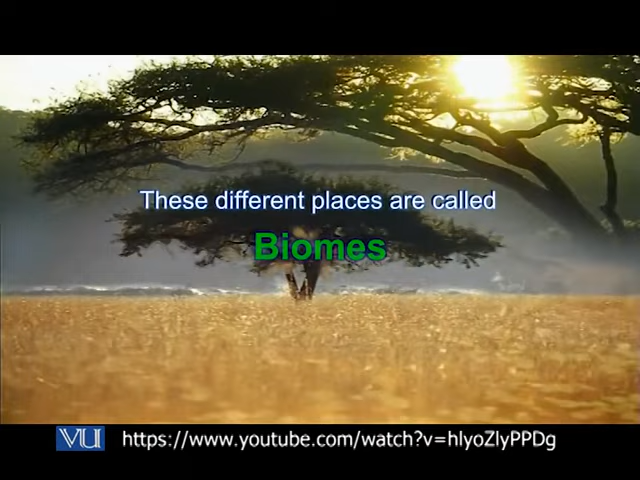 These different places are called
Biomes
VU https://www.youtube.com/watch?v=hlyoZlyPPDg